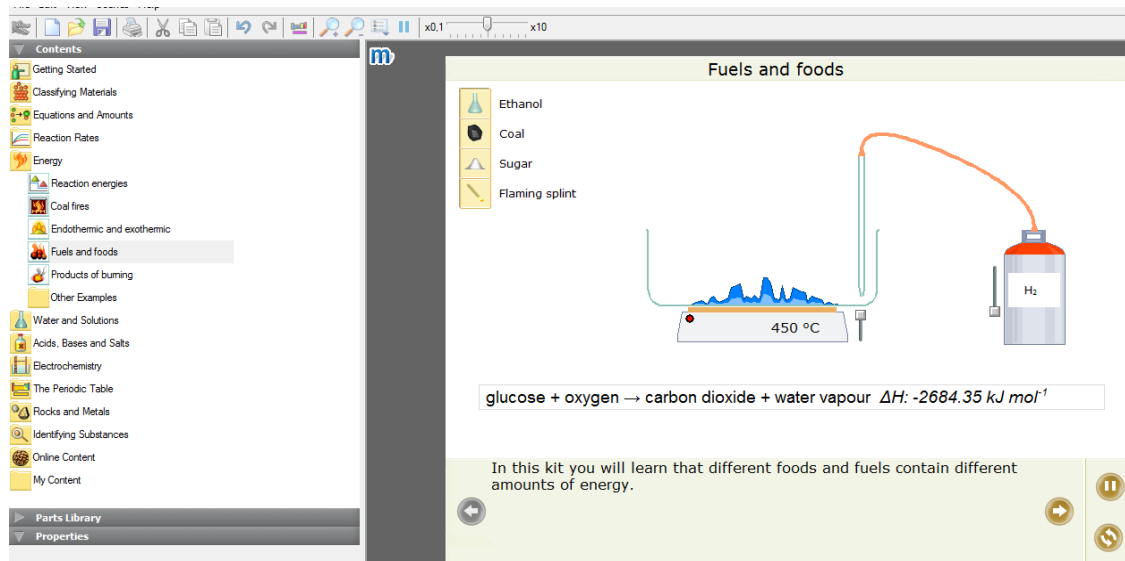 x0,1 x10
Contents
Getting Started
Classifying Materials
Equations and Amounts
Reaction Rates
Energy
Reaction energies
Coal fires
Endothermic and exothermic
Fuels and foods
Products of burning
Other Examples
Water and Solutions
Acids, Bases and Salts
Electrochemistry
The Periodic Table
Rocks and Metals
Identifying Substances
Online Content
My Content
Parts Library
Properties
m
Fuels and foods
Ethanol
Coal
Sugar
Flaming splint
H₂
450 ºC
glucose + oxygen → carbon dioxide + water vapour ΔH: -2684.35 kJ mol⁻¹
In this kit you will learn that different foods and fuels contain different
amounts of energy.